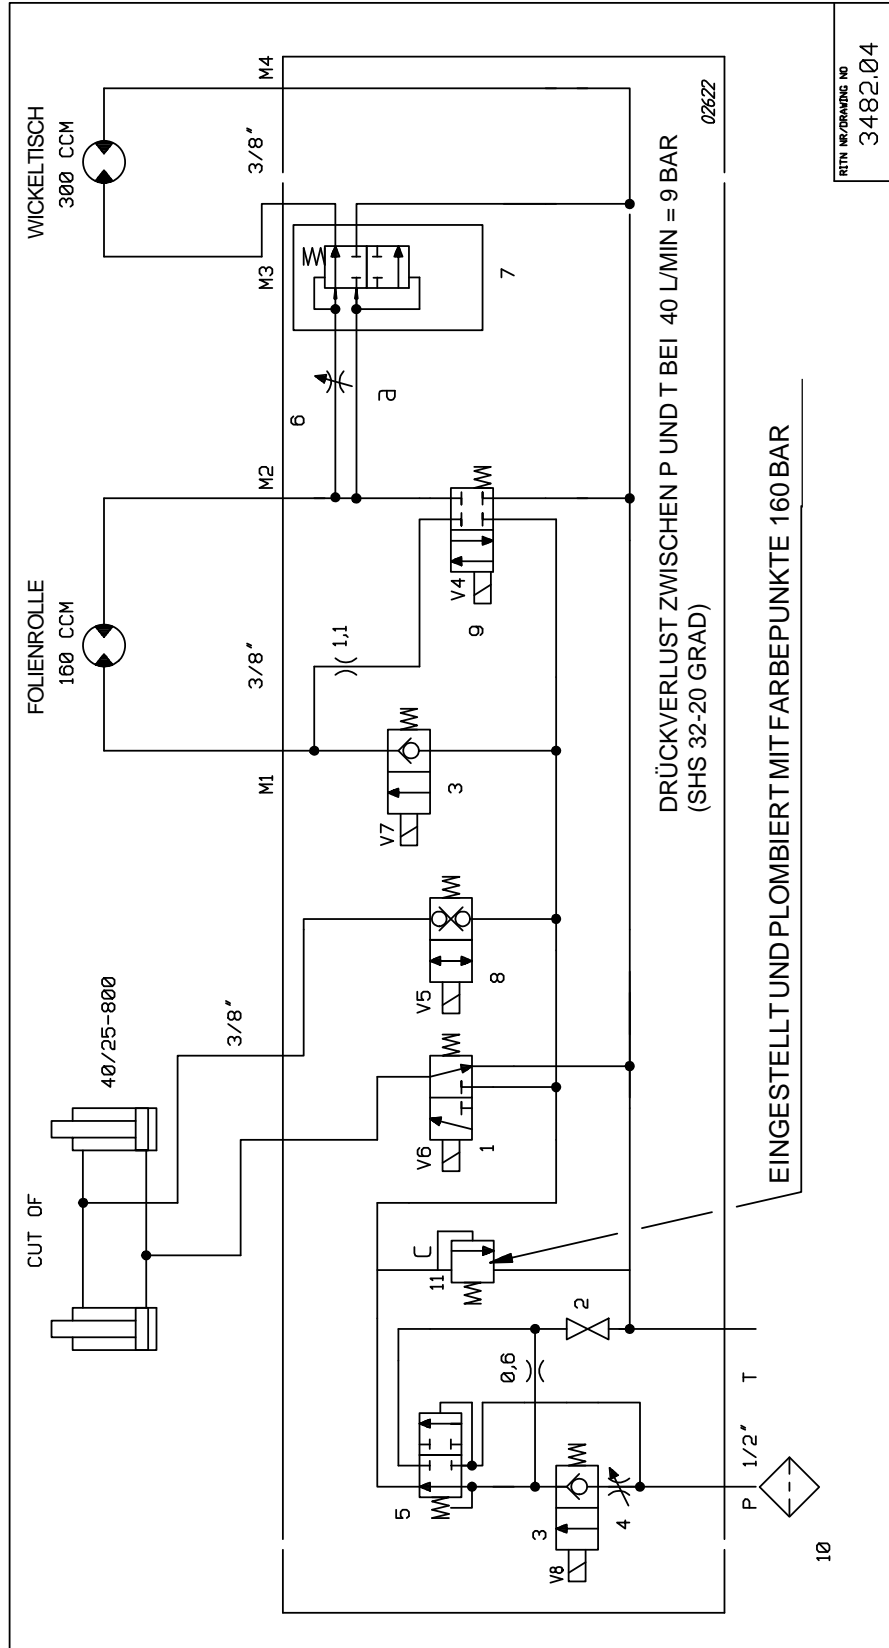 CUT OF
40/25-800
3/8"
FOLIENROLLE
160 CCM
3/8"
WICKELTISCH
300 CCM
3/8"
M1
M2
M3
M4
V8
3
4
5
0,6
2
11
C
V6
1
V5
8
V7
3
1,1
V4
9
6
P
7
02622
P 1/2" T
10
DRÜCKVERLUST ZWISCHEN P UND T BEI 40 L/MIN = 9 BAR
(SHS 32-20 GRAD)
EINGESTELLT UND PLOMBIERT MIT FARBEPUNKTE 160 BAR
RITN NR/DRAWING NO
3482.04